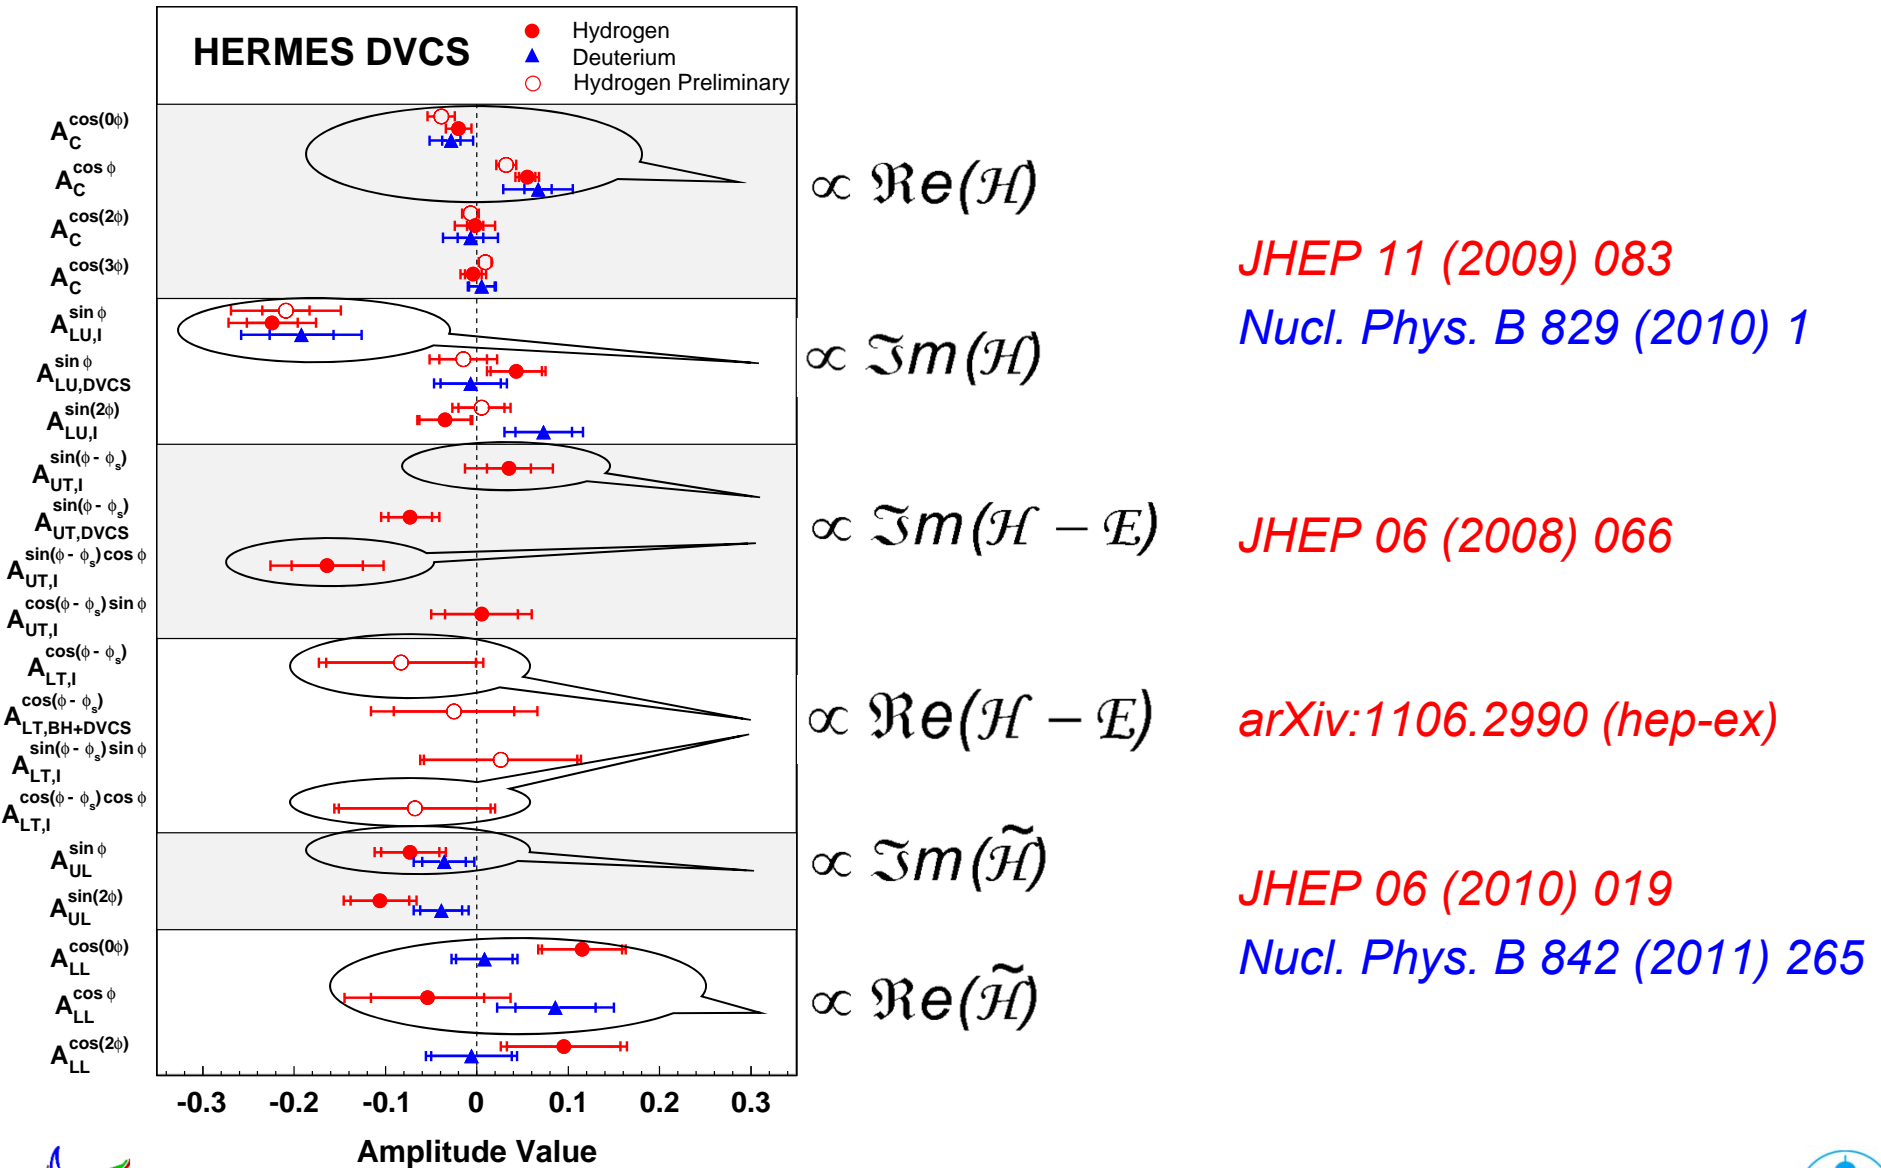 HERMES DVCS
Hydrogen
Deuterium
Hydrogen Preliminary
A_C^cos(0ϕ)
A_C^cos ϕ
A_C^cos(2ϕ)
A_C^cos(3ϕ)
A_LU,I^sin ϕ
A_LU,DVCS^sin ϕ
A_LU,I^sin(2ϕ)
A_UT,I^sin(ϕ - ϕ_s)
A_UT,DVCS^sin(ϕ - ϕ_s)
A_UT,I^sin(ϕ - ϕ_s) cos ϕ
A_UT,I^cos(ϕ - ϕ_s) sin ϕ
A_LT,I^cos(ϕ - ϕ_s)
A_LT,BH+DVCS^cos(ϕ - ϕ_s)
A_LT,I^sin(ϕ - ϕ_s) sin ϕ
A_LT,I^cos(ϕ - ϕ_s) cos ϕ
A_UL^sin ϕ
A_UL^sin(2ϕ)
A_LL^cos(0ϕ)
A_LL^cos ϕ
A_LL^cos(2ϕ)
-0.3 -0.2 -0.1 0 0.1 0.2 0.3
Amplitude Value
∝ ℜe(ℋ)
∝ ℑm(ℋ)
∝ ℑm(ℋ − ℰ)
∝ ℜe(ℋ − ℰ)
∝ ℑm(ℋ̃)
∝ ℜe(ℋ̃)
JHEP 11 (2009) 083
Nucl. Phys. B 829 (2010) 1
JHEP 06 (2008) 066
arXiv:1106.2990 (hep-ex)
JHEP 06 (2010) 019
Nucl. Phys. B 842 (2011) 265